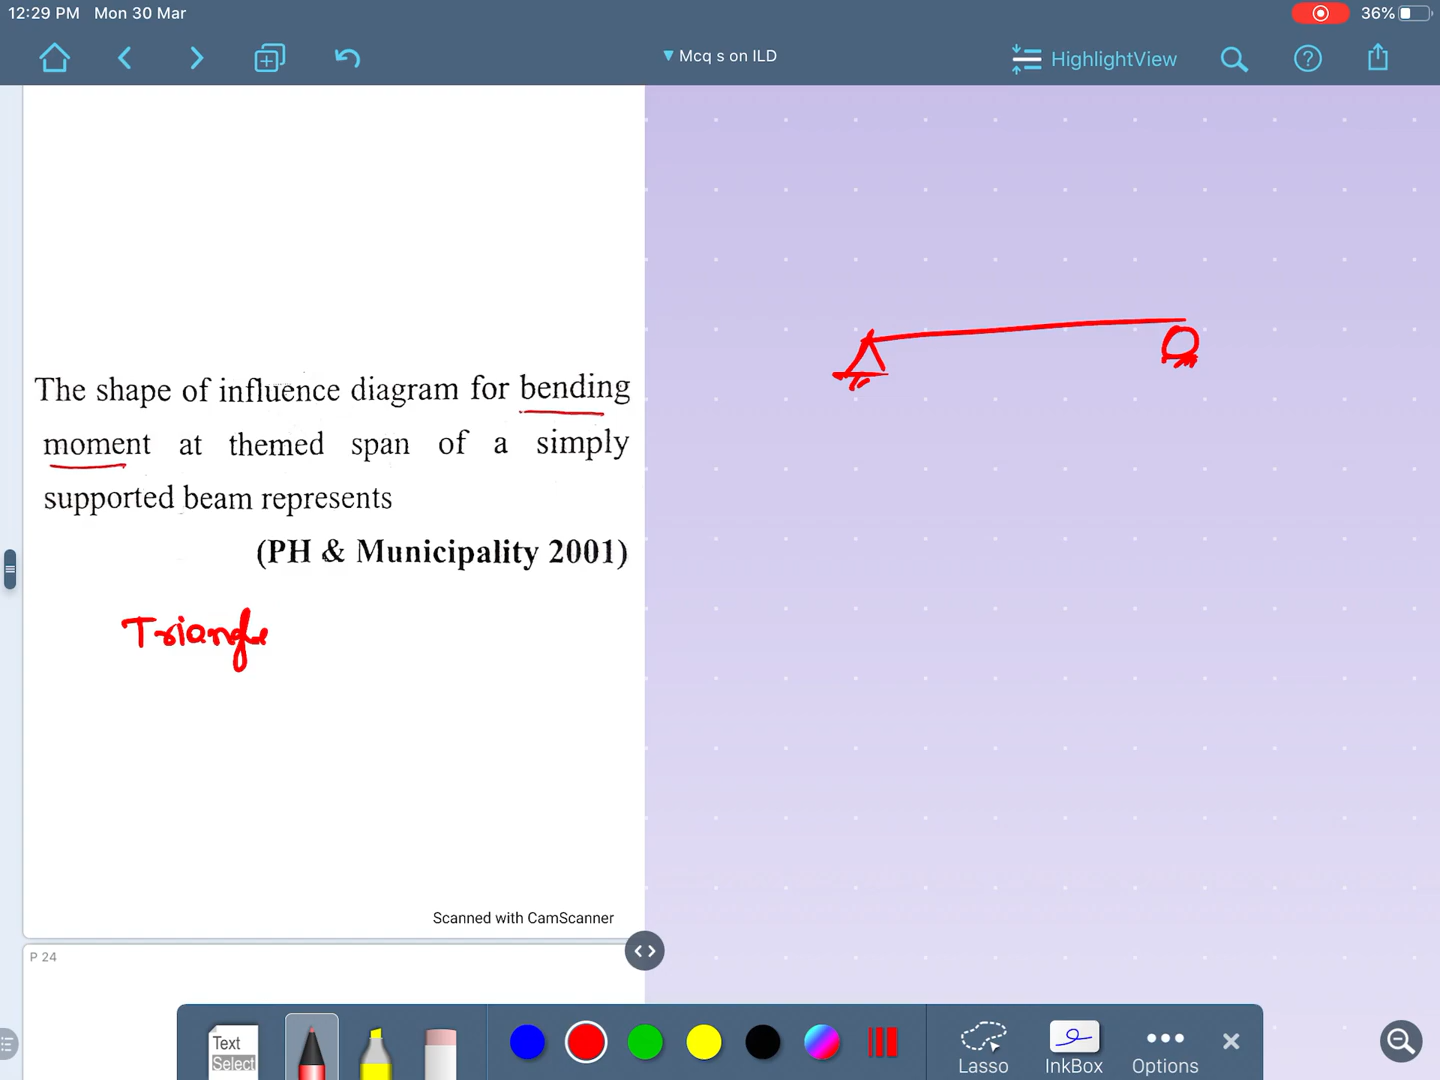 12:29 PM Mon 30 Mar
36%
▼ Mcq s on ILD
HighlightView
The shape of influence diagram for bending
moment at themed span of a simply
supported beam represents
(PH & Municipality 2001)
Triangle
Scanned with CamScanner
P 24
Text
Select
Lasso
InkBox
Options